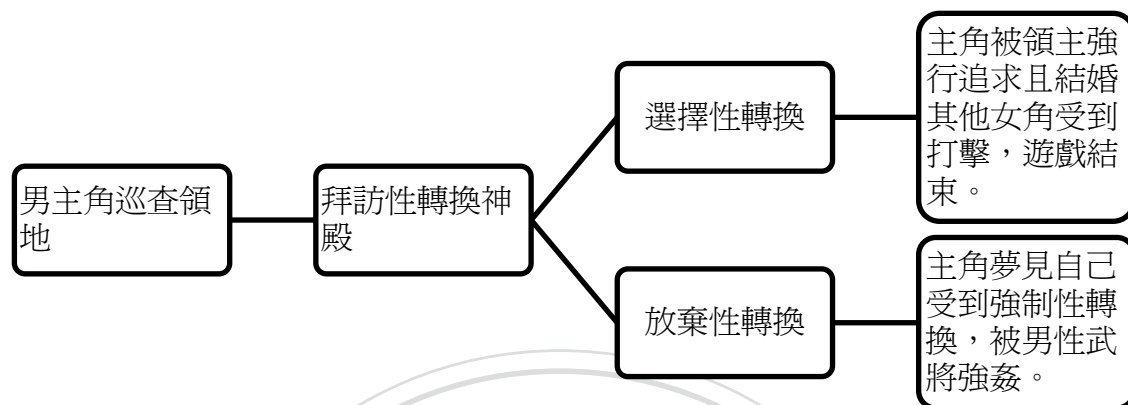 男主角巡查領
地
拜訪性轉換神
殿
選擇性轉換
主角被領主強
行追求且結婚
其他女角受到
打擊，遊戲結
束。
放棄性轉換
主角夢見自己
受到強制性轉
換，被男性武
將強姦。